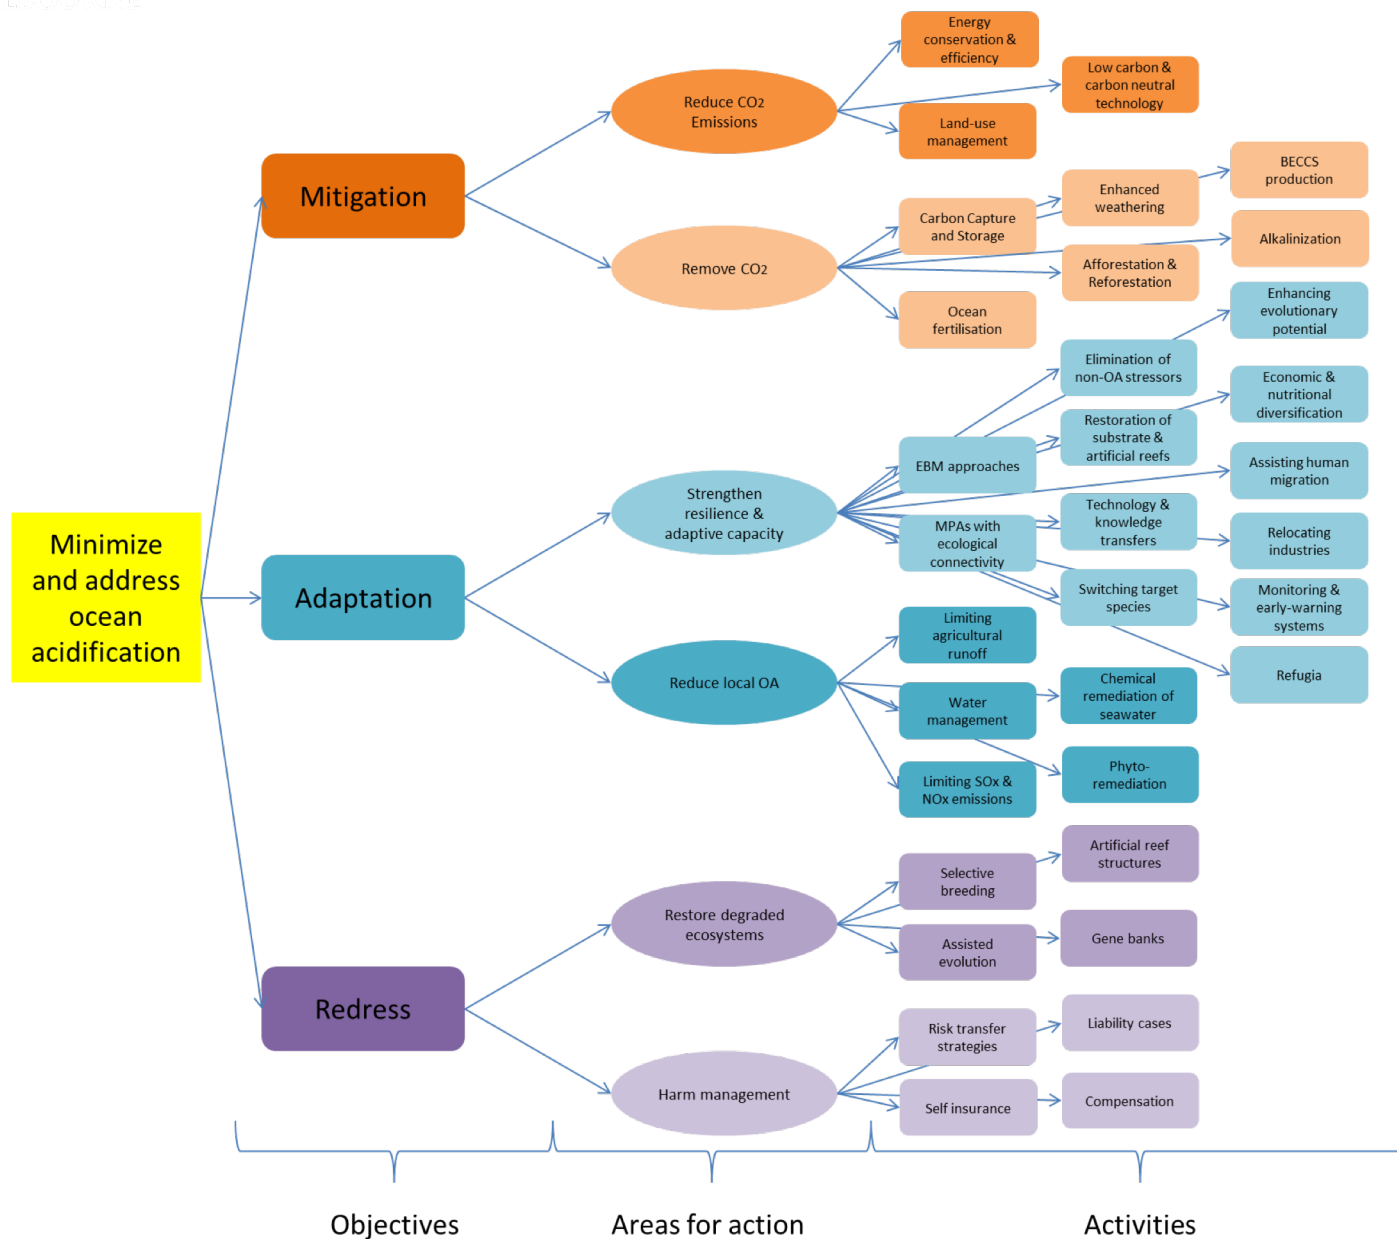 Minimize
and address
ocean
acidification
Mitigation
Adaptation
Redress
Reduce CO2
Emissions
Remove CO2
Strengthen
resilience &
adaptive capacity
Reduce local OA
Restore degraded
ecosystems
Harm management
Energy
conservation &
efficiency
Low carbon &
carbon neutral
technology
Land-use
management
BECCS
production
Enhanced
weathering
Carbon Capture
and Storage
Alkalinization
Afforestation &
Reforestation
Ocean
fertilisation
Enhancing
evolutionary
potential
Elimination of
non-OA stressors
Economic &
nutritional
diversification
Restoration of
substrate &
artificial reefs
EBM approaches
Assisting human
migration
Technology &
knowledge
transfers
MPAs with
ecological
connectivity
Relocating
industries
Switching target
species
Monitoring &
early-warning
systems
Refugia
Limiting
agricultural
runoff
Chemical
remediation of
seawater
Water
management
Phyto-
remediation
Limiting SOx &
NOx emissions
Artificial reef
structures
Selective
breeding
Gene banks
Assisted
evolution
Liability cases
Risk transfer
strategies
Compensation
Self insurance
Objectives
Areas for action
Activities